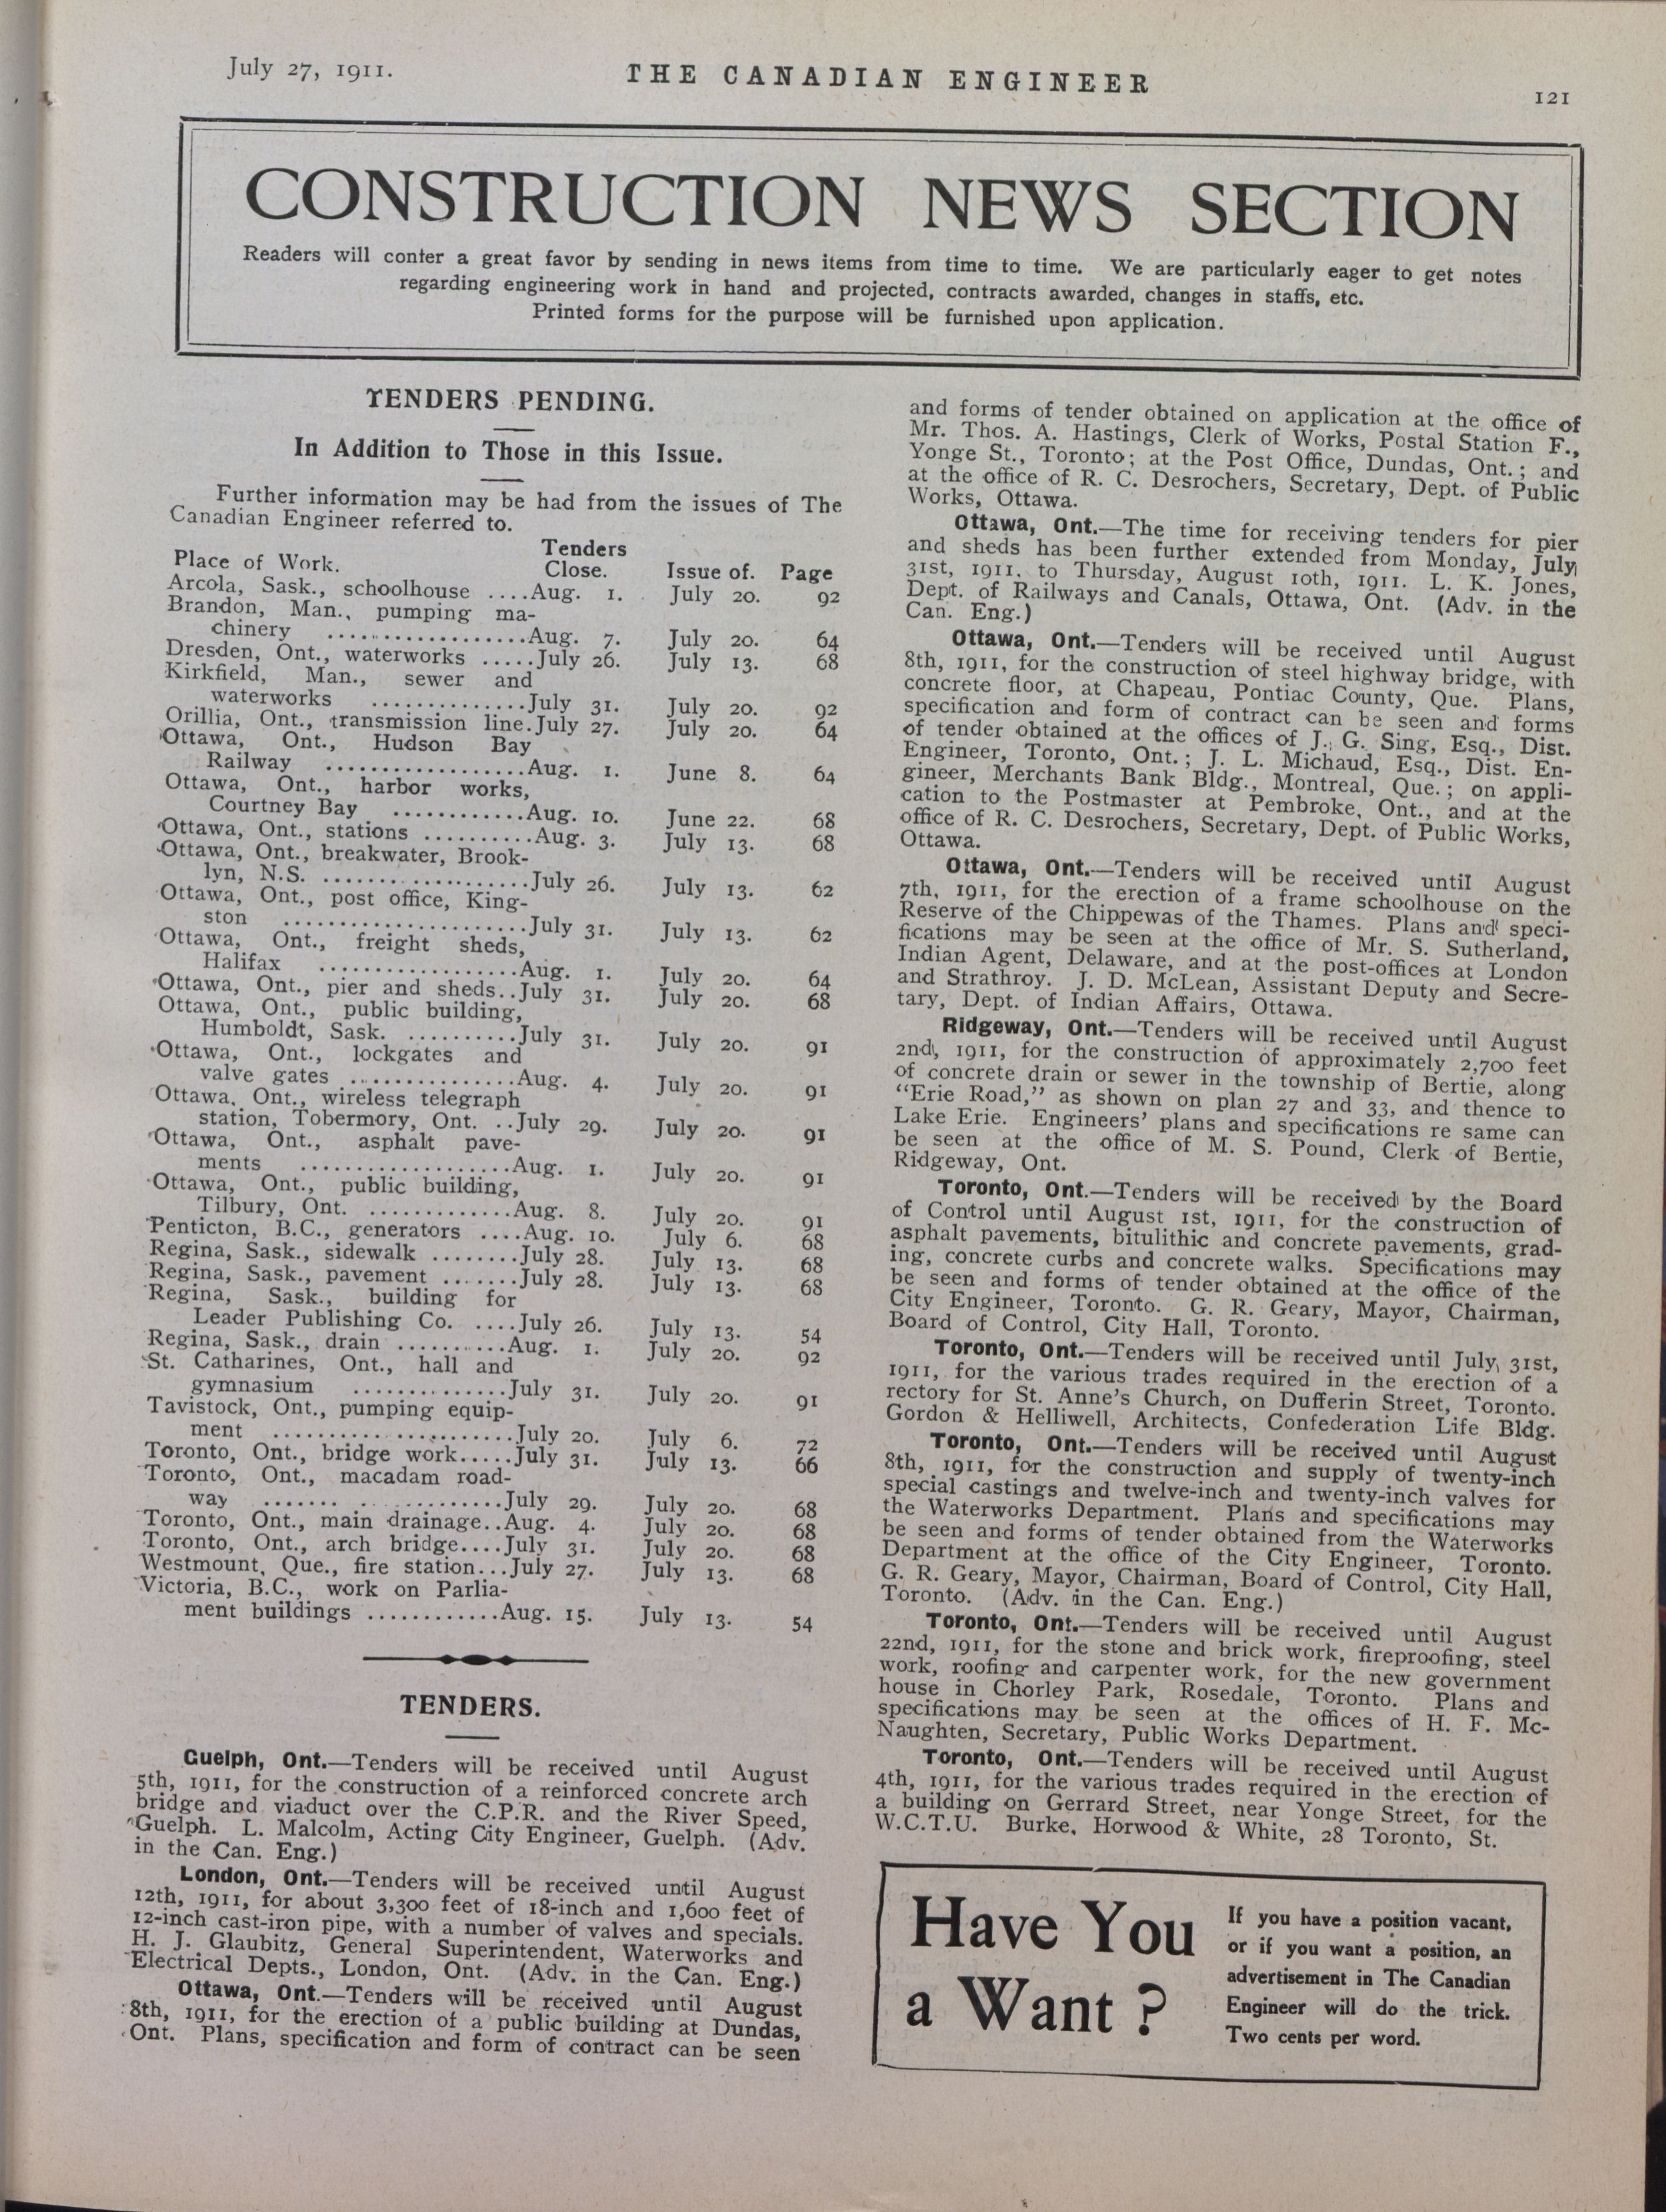 July 27, 1911.
THE CANADIAN ENGINEER
121
CONSTRUCTION NEWS SECTION
Readers will confer a great favor by sending in news items from time to time. We are particularly eager to get notes
regarding engineering work in hand and projected, contracts awarded, changes in staffs, etc.
Printed forms for the purpose will be furnished upon application.
TENDERS PENDING.
In Addition to Those in this Issue.
Further information may be had from the issues of The
Canadian Engineer referred to.
Tenders
Place of Work. Close. Issue of. Page
Arcola, Sask., schoolhouse ....Aug. 1. July 20. 92
Brandon, Man., pumping ma-
chinery ..................Aug. 7. July 20. 64
Dresden, Ont., waterworks .....July 26. July 13. 68
Kirkfield, Man., sewer and
waterworks ..............July 31. July 20. 92
Orillia, Ont., transmission line.July 27. July 20. 64
Ottawa, Ont., Hudson Bay
Railway ..................Aug. 1. June 8. 64
Ottawa, Ont., harbor works,
Courtney Bay ............Aug. 10. June 22. 68
Ottawa, Ont., stations ..........Aug. 3. July 13. 68
Ottawa, Ont., breakwater, Brook-
lyn, N.S. ...................July 26. July 13. 62
Ottawa, Ont., post office, King-
ston ......................July 31. July 13. 62
Ottawa, Ont., freight sheds,
Halifax ..................Aug. 1. July 20. 64
Ottawa, Ont., pier and sheds..July 31. July 20. 68
Ottawa, Ont., public building,
Humboldt, Sask. ..........July 31. July 20. 91
Ottawa, Ont., lockgates and
valve gates ...............Aug. 4. July 20. 91
Ottawa, Ont., wireless telegraph
station, Tobermory, Ont. ..July 29. July 20. 91
Ottawa, Ont., asphalt pave-
ments ...................Aug. 1. July 20. 91
Ottawa, Ont., public building,
Tilbury, Ont. .............Aug. 8. July 20. 91
Penticton, B.C., generators ....Aug. 10. July 6. 68
Regina, Sask., sidewalk ........July 28. July 13. 68
Regina, Sask., pavement .......July 28. July 13. 68
Regina, Sask., building for
Leader Publishing Co. ....July 26. July 13. 54
Regina, Sask., drain ..........Aug. 1. July 20. 92
St. Catharines, Ont., hall and
gymnasium ..............July 31. July 20. 91
Tavistock, Ont., pumping equip-
ment ......................July 20. July 6. 72
Toronto, Ont., bridge work.....July 31. July 13. 66
Toronto, Ont., macadam road-
way ......................July 29. July 20. 68
Toronto, Ont., main drainage..Aug. 4. July 20. 68
Toronto, Ont., arch bridge....July 31. July 20. 68
Westmount, Que., fire station...July 27. July 13. 68
Victoria, B.C., work on Parlia-
ment buildings ............Aug. 15. July 13. 54
TENDERS.
Guelph, Ont.—Tenders will be received until August
5th, 1911, for the construction of a reinforced concrete arch
bridge and viaduct over the C.P.R. and the River Speed,
Guelph. L. Malcolm, Acting City Engineer, Guelph. (Adv.
in the Can. Eng.)
London, Ont.—Tenders will be received until August
12th, 1911, for about 3,300 feet of 18-inch and 1,600 feet of
12-inch cast-iron pipe, with a number of valves and specials.
H. J. Glaubitz, General Superintendent, Waterworks and
Electrical Depts., London, Ont. (Adv. in the Can. Eng.)
Ottawa, Ont.—Tenders will be received until August
8th, 1911, for the erection of a public building at Dundas,
Ont. Plans, specification and form of contract can be seen
and forms of tender obtained on application at the office of
Mr. Thos. A. Hastings, Clerk of Works, Postal Station F.,
Yonge St., Toronto; at the Post Office, Dundas, Ont.; and
at the office of R. C. Desrochers, Secretary, Dept. of Public
Works, Ottawa.
Ottawa, Ont.—The time for receiving tenders for pier
and sheds has been further extended from Monday, July
31st, 1911, to Thursday, August 10th, 1911. L. K. Jones,
Dept. of Railways and Canals, Ottawa, Ont. (Adv. in the
Can. Eng.)
Ottawa, Ont.—Tenders will be received until August
8th, 1911, for the construction of steel highway bridge, with
concrete floor, at Chapeau, Pontiac County, Que. Plans,
specification and form of contract can be seen and forms
of tender obtained at the offices of J. G. Sing, Esq., Dist.
Engineer, Toronto, Ont.; J. L. Michaud, Esq., Dist. En-
gineer, Merchants Bank Bldg., Montreal, Que.; on appli-
cation to the Postmaster at Pembroke, Ont., and at the
office of R. C. Desrochers, Secretary, Dept. of Public Works,
Ottawa.
Ottawa, Ont.—Tenders will be received until August
7th, 1911, for the erection of a frame schoolhouse on the
Reserve of the Chippewas of the Thames. Plans and speci-
fications may be seen at the office of Mr. S. Sutherland,
Indian Agent, Delaware, and at the post-offices at London
and Strathroy. J. D. McLean, Assistant Deputy and Secre-
tary, Dept. of Indian Affairs, Ottawa.
Ridgeway, Ont.—Tenders will be received until August
2nd, 1911, for the construction of approximately 2,700 feet
of concrete drain or sewer in the township of Bertie, along
"Erie Road," as shown on plan 27 and 33, and thence to
Lake Erie. Engineers' plans and specifications re same can
be seen at the office of M. S. Pound, Clerk of Bertie,
Ridgeway, Ont.
Toronto, Ont.—Tenders will be received by the Board
of Control until August 1st, 1911, for the construction of
asphalt pavements, bitulithic and concrete pavements, grad-
ing, concrete curbs and concrete walks. Specifications may
be seen and forms of tender obtained at the office of the
City Engineer, Toronto. G. R. Geary, Mayor, Chairman,
Board of Control, City Hall, Toronto.
Toronto, Ont.—Tenders will be received until July 31st,
1911, for the various trades required in the erection of a
rectory for St. Anne's Church, on Dufferin Street, Toronto.
Gordon & Helliwell, Architects, Confederation Life Bldg.
Toronto, Ont.—Tenders will be received until August
8th, 1911, for the construction and supply of twenty-inch
special castings and twelve-inch and twenty-inch valves for
the Waterworks Department. Plans and specifications may
be seen and forms of tender obtained from the Waterworks
Department at the office of the City Engineer, Toronto.
G. R. Geary, Mayor, Chairman, Board of Control, City Hall,
Toronto. (Adv. in the Can. Eng.)
Toronto, Ont.—Tenders will be received until August
22nd, 1911, for the stone and brick work, fireproofing, steel
work, roofing and carpenter work, for the new government
house in Chorley Park, Rosedale, Toronto. Plans and
specifications may be seen at the offices of H. F. Mc-
Naughten, Secretary, Public Works Department.
Toronto, Ont.—Tenders will be received until August
4th, 1911, for the various trades required in the erection of
a building on Gerrard Street, near Yonge Street, for the
W.C.T.U. Burke, Horwood & White, 28 Toronto, St.
Have You
a Want ?
If you have a position vacant,
or if you want a position, an
advertisement in The Canadian
Engineer will do the trick.
Two cents per word.